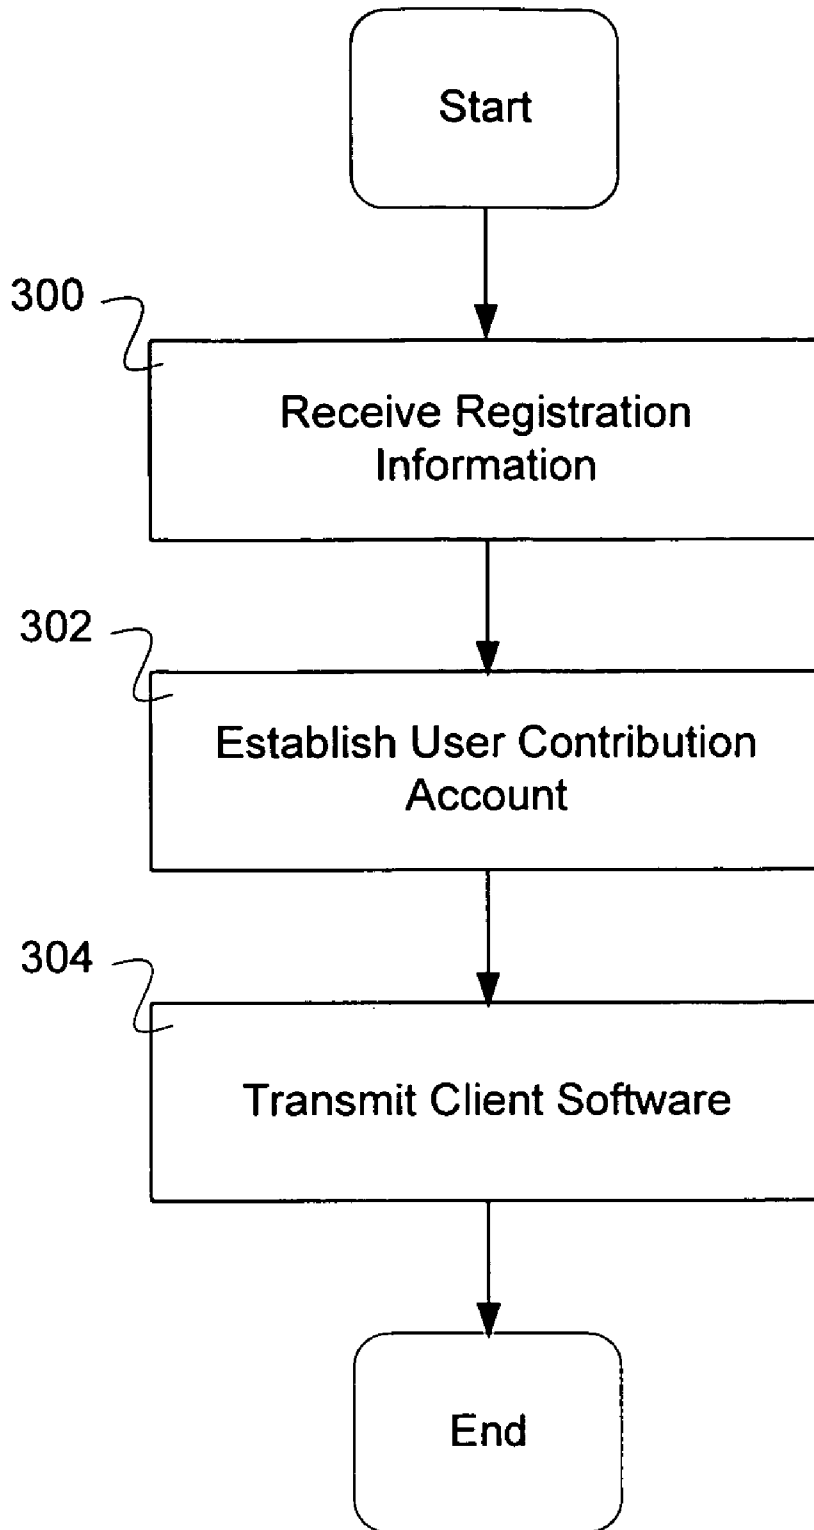 Start
300
Receive Registration
Information
302
Establish User Contribution
Account
304
Transmit Client Software
End